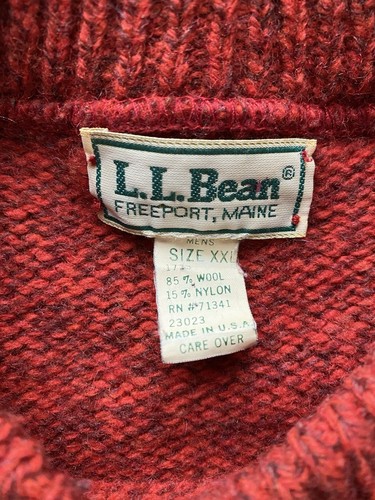 L.L.Bean®
FREEPORT, MAINE
MENS
SIZE XXL
85% WOOL
15% NYLON
RN #71341
23023
MADE IN U.S.A.
CARE OVER